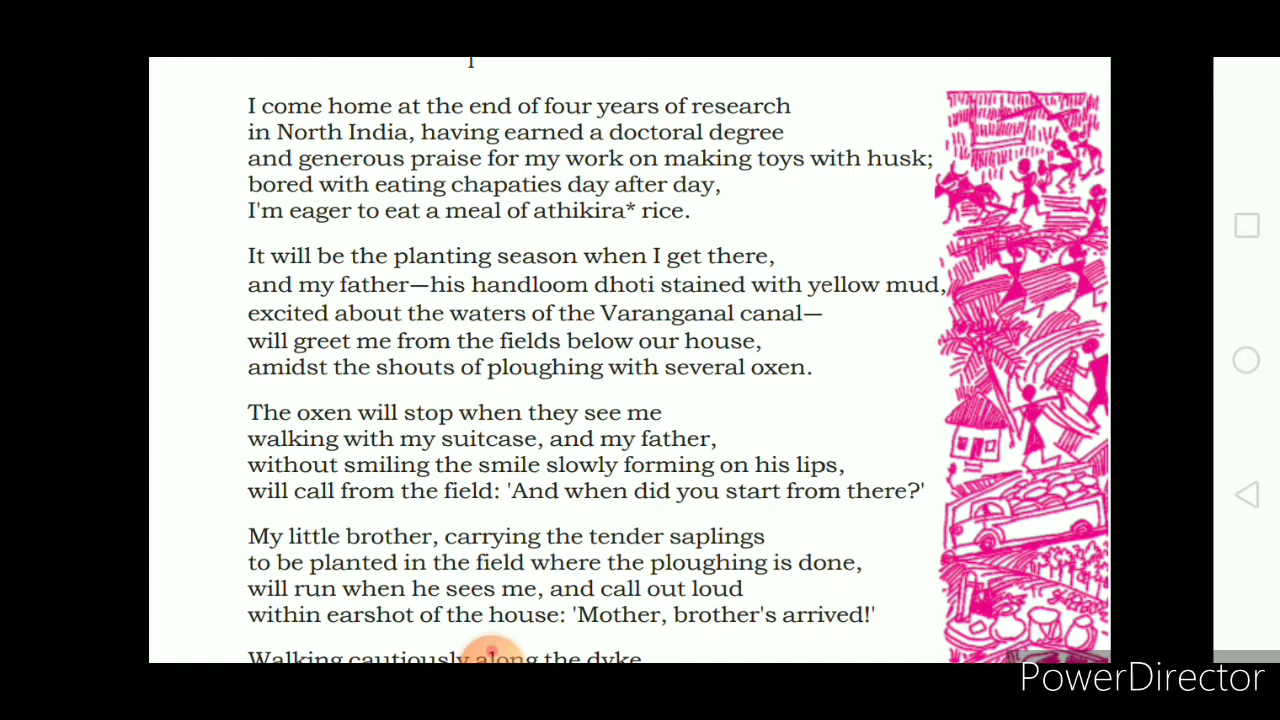 I come home at the end of four years of research
in North India, having earned a doctoral degree
and generous praise for my work on making toys with husk;
bored with eating chapaties day after day,
I'm eager to eat a meal of athikira* rice.
It will be the planting season when I get there,
and my father—his handloom dhoti stained with yellow mud,
excited about the waters of the Varanganal canal—
will greet me from the fields below our house,
amidst the shouts of ploughing with several oxen.
The oxen will stop when they see me
walking with my suitcase, and my father,
without smiling the smile slowly forming on his lips,
will call from the field: 'And when did you start from there?'
My little brother, carrying the tender saplings
to be planted in the field where the ploughing is done,
will run when he sees me, and call out loud
within earshot of the house: 'Mother, brother's arrived!'
Walking cautiously along the dyke
PowerDirector